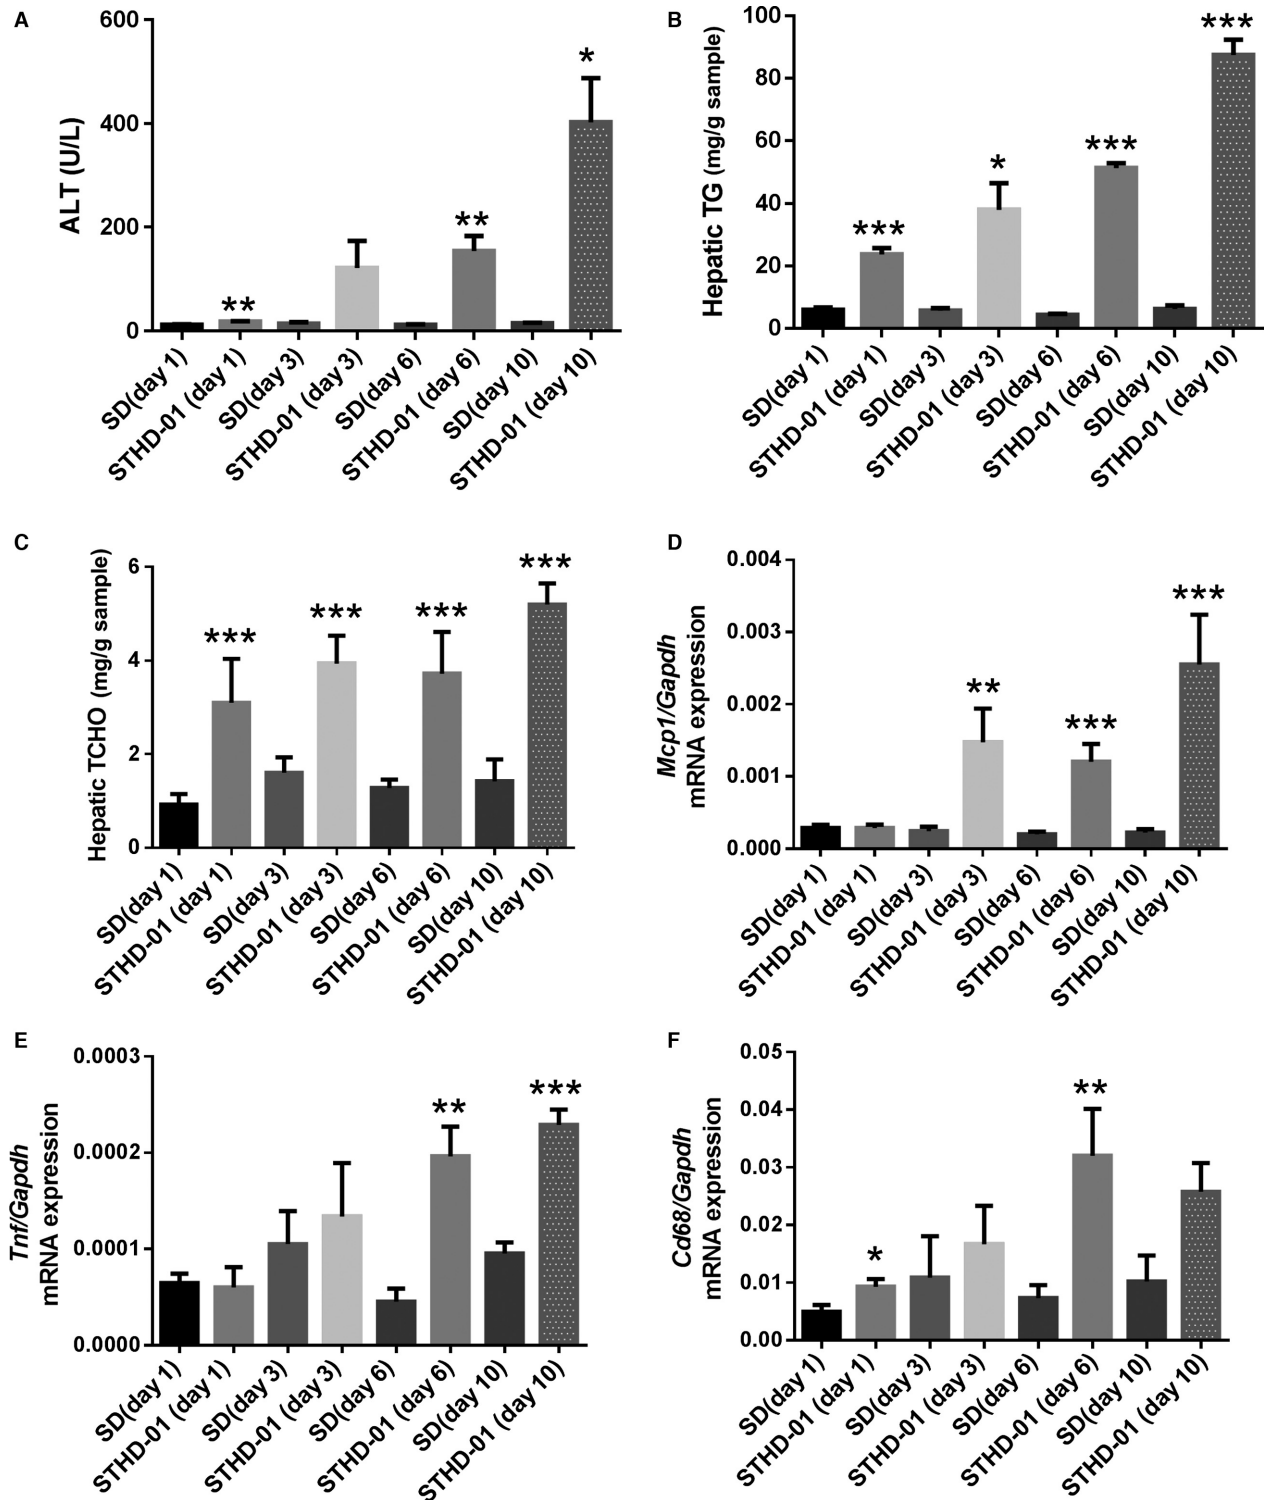 A
ALT (U/L)
600
400
200
0
**
**
*
SD(day 1)
STHD-01 (day 1)
SD(day 3)
STHD-01 (day 3)
SD(day 6)
STHD-01 (day 6)
SD(day 10)
STHD-01 (day 10)
B
Hepatic TG (mg/g sample)
100
80
60
40
20
0
***
*
***
***
SD(day 1)
STHD-01 (day 1)
SD(day 3)
STHD-01 (day 3)
SD(day 6)
STHD-01 (day 6)
SD(day 10)
STHD-01 (day 10)
C
Hepatic TCHO (mg/g sample)
6
4
2
0
***
***
***
***
SD(day 1)
STHD-01 (day 1)
SD(day 3)
STHD-01 (day 3)
SD(day 6)
STHD-01 (day 6)
SD(day 10)
STHD-01 (day 10)
D
Mcp1/Gapdh
mRNA expression
0.004
0.003
0.002
0.001
0.000
**
***
***
SD(day 1)
STHD-01 (day 1)
SD(day 3)
STHD-01 (day 3)
SD(day 6)
STHD-01 (day 6)
SD(day 10)
STHD-01 (day 10)
E
Tnf/Gapdh
mRNA expression
0.0003
0.0002
0.0001
0.0000
**
***
SD(day 1)
STHD-01 (day 1)
SD(day 3)
STHD-01 (day 3)
SD(day 6)
STHD-01 (day 6)
SD(day 10)
STHD-01 (day 10)
F
Cd68/Gapdh
mRNA expression
0.05
0.04
0.03
0.02
0.01
0.00
*
**
SD(day 1)
STHD-01 (day 1)
SD(day 3)
STHD-01 (day 3)
SD(day 6)
STHD-01 (day 6)
SD(day 10)
STHD-01 (day 10)